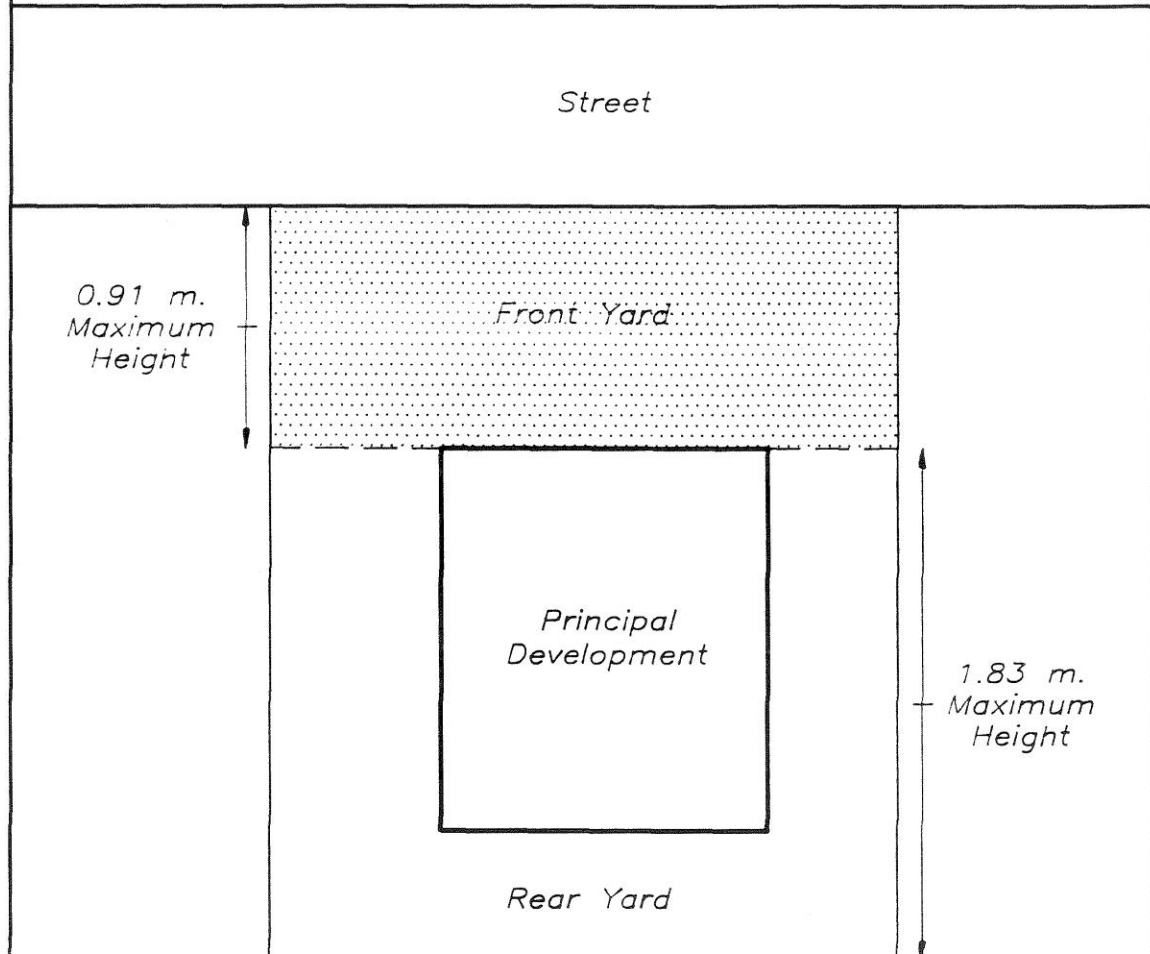 Street
0.91 m.
Maximum
Height
Front Yard
Principal
Development
1.83 m.
Maximum
Height
Rear Yard